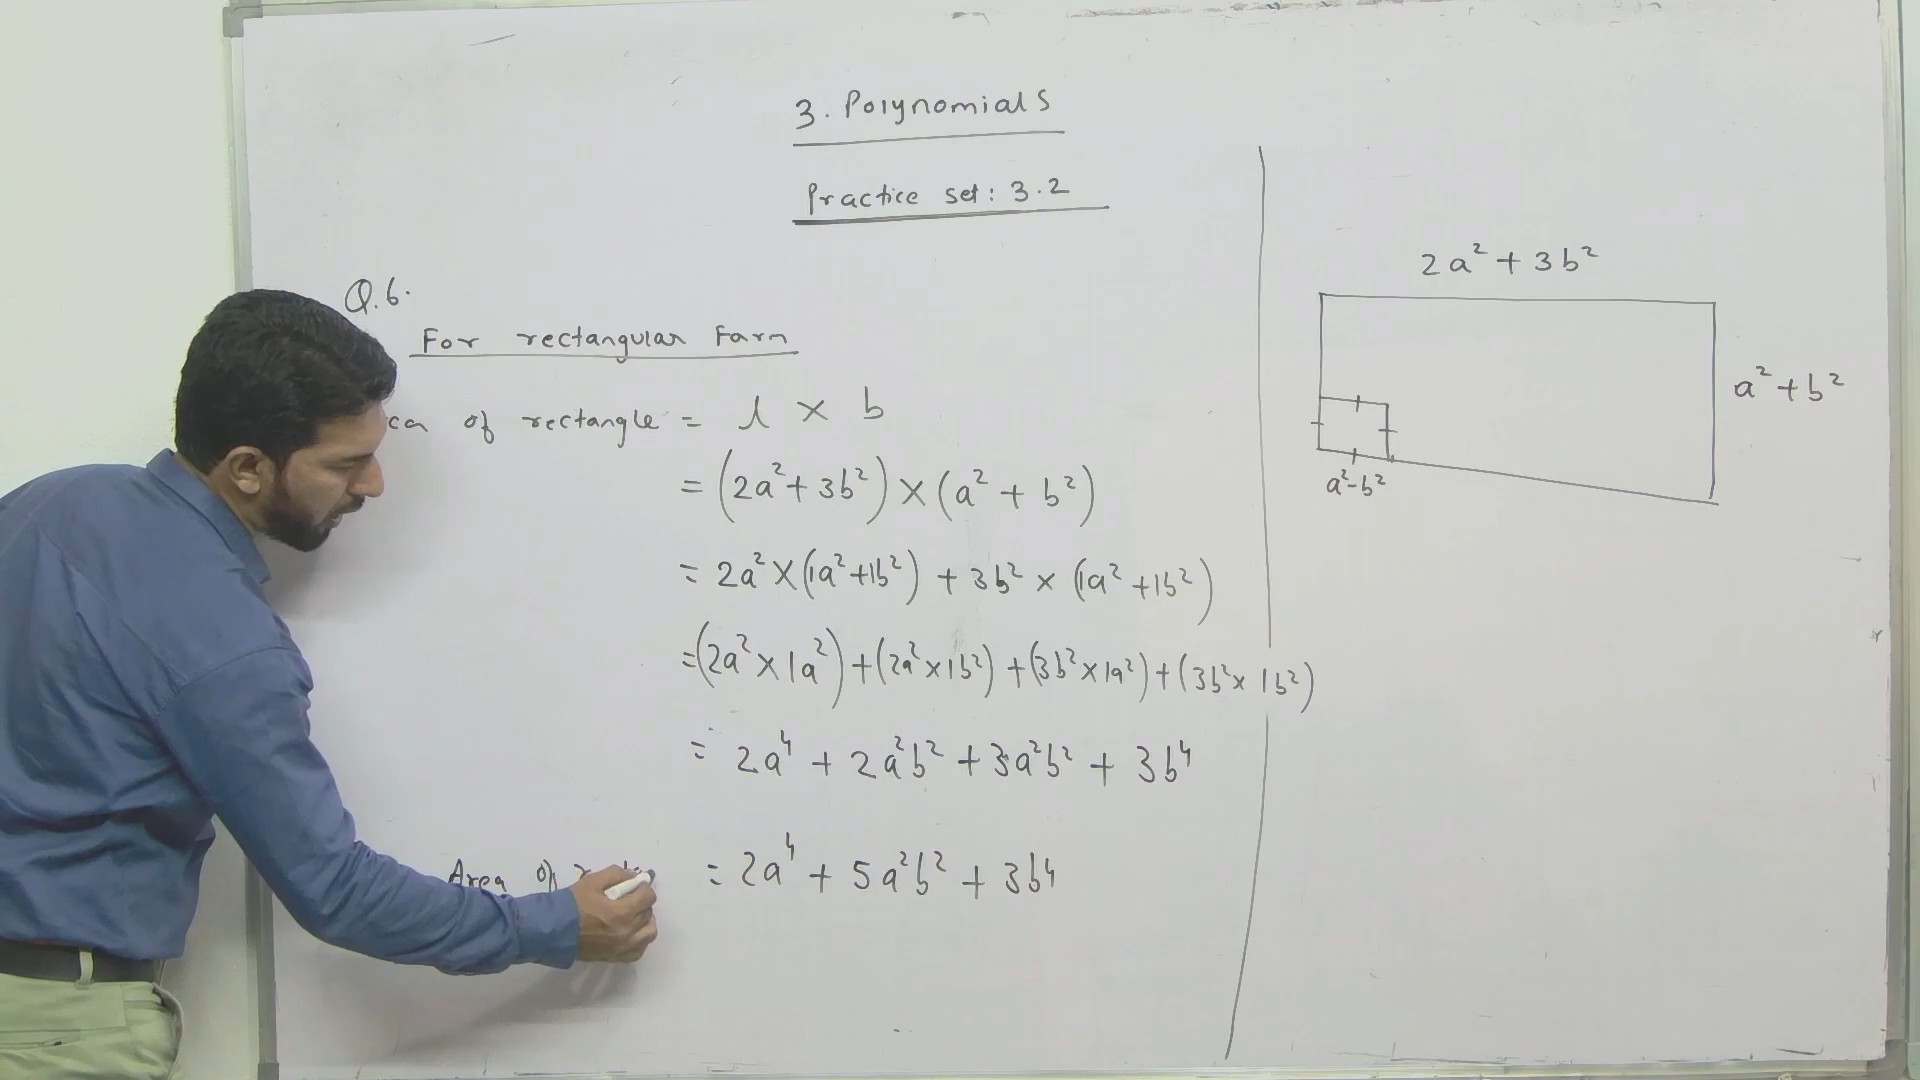 3. Polynomials
Practice set: 3.2
Q.6.
For rectangular Farm
of rectangle = l × b
= (2a²+ 3b²) × (a² + b²)
= 2a² × (1a²+1b²) + 3b² × (1a² +1b²)
=(2a² × 1a²) + (2a² × 1b²) + (3b² × 1a²) + (3b² × 1b²)
= 2a⁴ + 2a²b² + 3a²b² + 3b⁴
Area of = 2a⁴ + 5a²b² + 3b⁴
2a² + 3b²
a² + b²
a²-b²